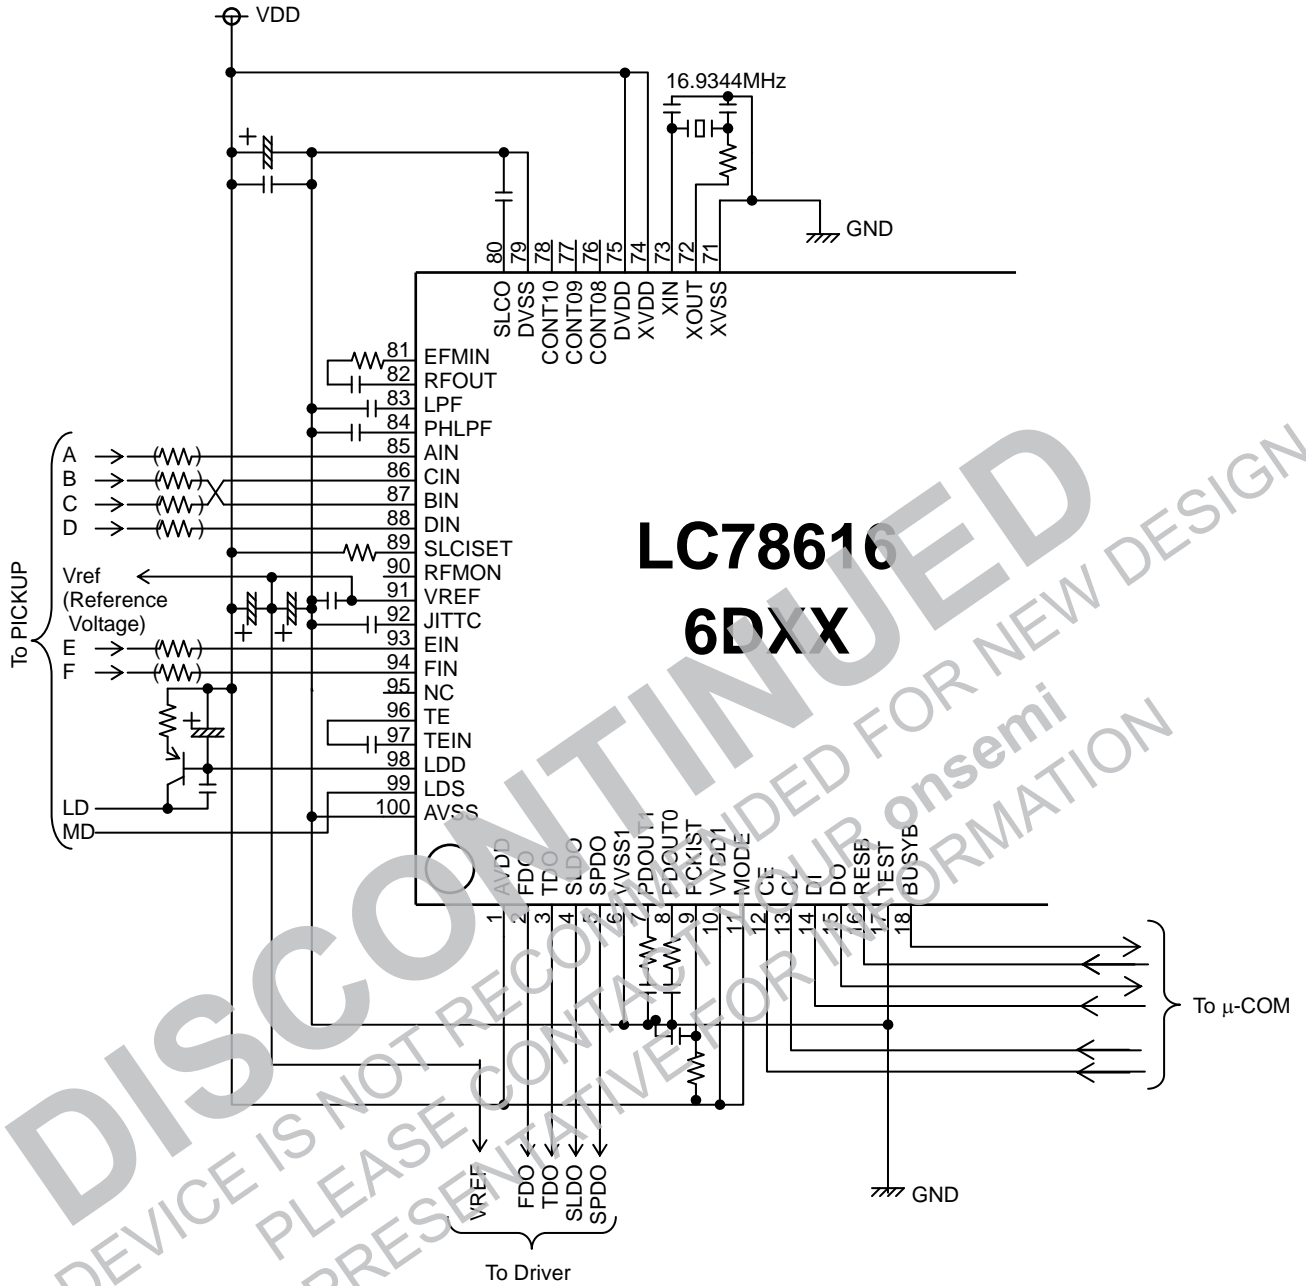 VDD
16.9344MHz
GND
80
79
78
77
76
75
74
73
72
71
SLCO
DVSS
CONT10
CONT09
CONT08
DVDD
XVDD
XIN
XOUT
XVSS
81 EFMIN
82 RFOUT
83 LPF
84 PHLPF
85 AIN
86 CIN
87 BIN
88 DIN
89 SLCISET
90 RFMON
91 VREF
92 JITTC
93 EIN
94 FIN
95 NC
96 TE
97 TEIN
98 LDD
99 LDS
100 AVSS
To PICKUP
A
B
C
D
Vref
(Reference
Voltage)
E
F
LD
MD
LC78616
6DXX
AVDD
FDO
TDO
SLDO
SPDO
VVSS1
PDOUT1
PDOUT0
PCKIST
VVDD1
MODE
CE
CL
DI
DO
RESB
TEST
BUSYB
1
2
3
4
5
6
7
8
9
10
11
12
13
14
15
16
17
18
To μ-COM
GND
VREF
FDO
TDO
SLDO
SPDO
To Driver
DISCONTINUED
DEVICE IS NOT RECOMMENDED FOR NEW DESIGN
PLEASE CONTACT YOUR onsemi
PRESENTATIVE FOR INFORMATION